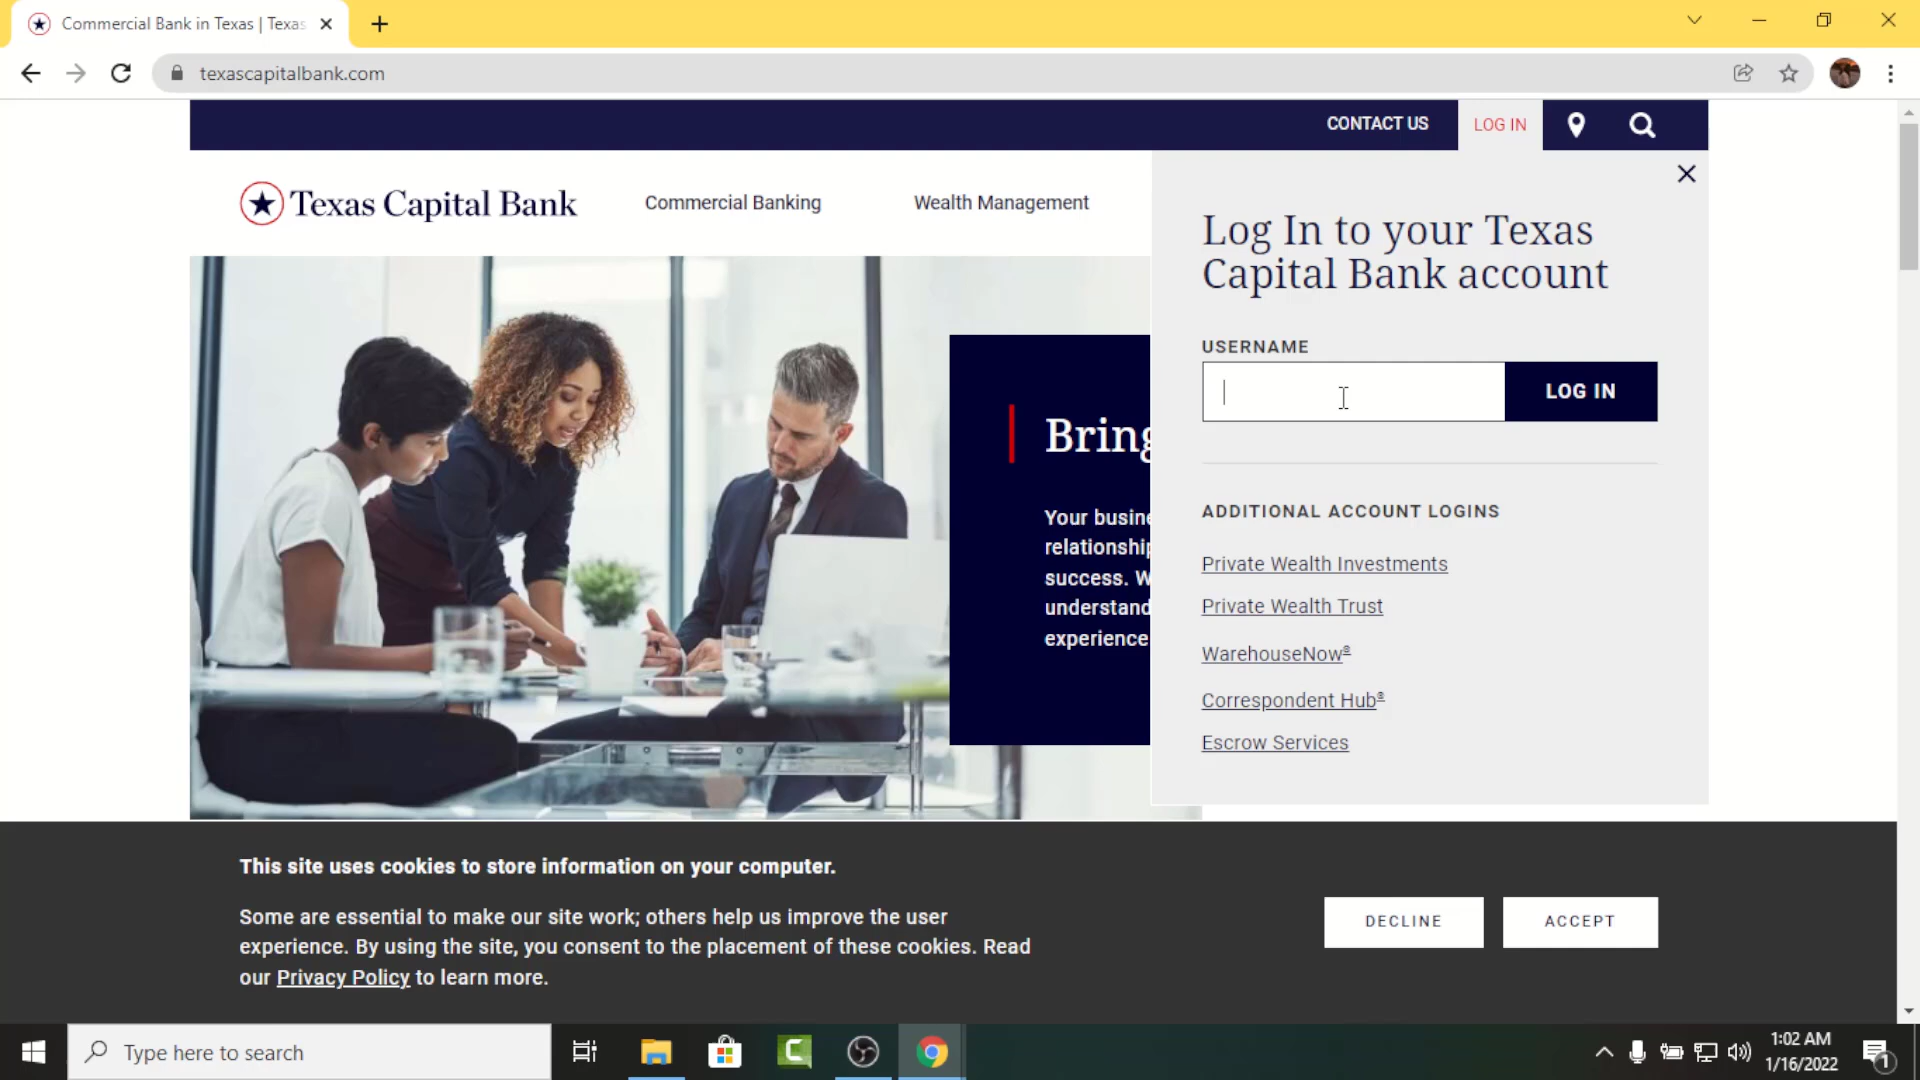 Commercial Bank in Texas | Texas
texascapitalbank.com
CONTACT US
LOG IN
Texas Capital Bank
Commercial Banking
Wealth Management
Log In to your Texas
Capital Bank account
USERNAME
LOG IN
ADDITIONAL ACCOUNT LOGINS
Private Wealth Investments
Private Wealth Trust
WarehouseNow®
Correspondent Hub®
Escrow Services
Your
relationship
success.
understand
experience
This site uses cookies to store information on your computer.
Some are essential to make our site work; others help us improve the user
experience. By using the site, you consent to the placement of these cookies. Read
our Privacy Policy to learn more.
DECLINE
ACCEPT
Type here to search
1:02 AM
1/16/2022
1